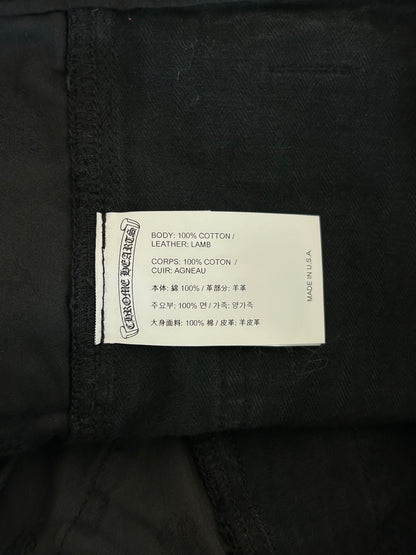 CHROME HEARTS
BODY: 100% COTTON /
LEATHER: LAMB
CORPS: 100% COTON /
CUIR: AGNEAU
本体: 綿 100% / 革部分: 羊革
주요부: 100% 면 / 가죽: 양가죽
大身面料: 100% 棉 / 皮革: 羊皮革
MADE IN U.S.A.